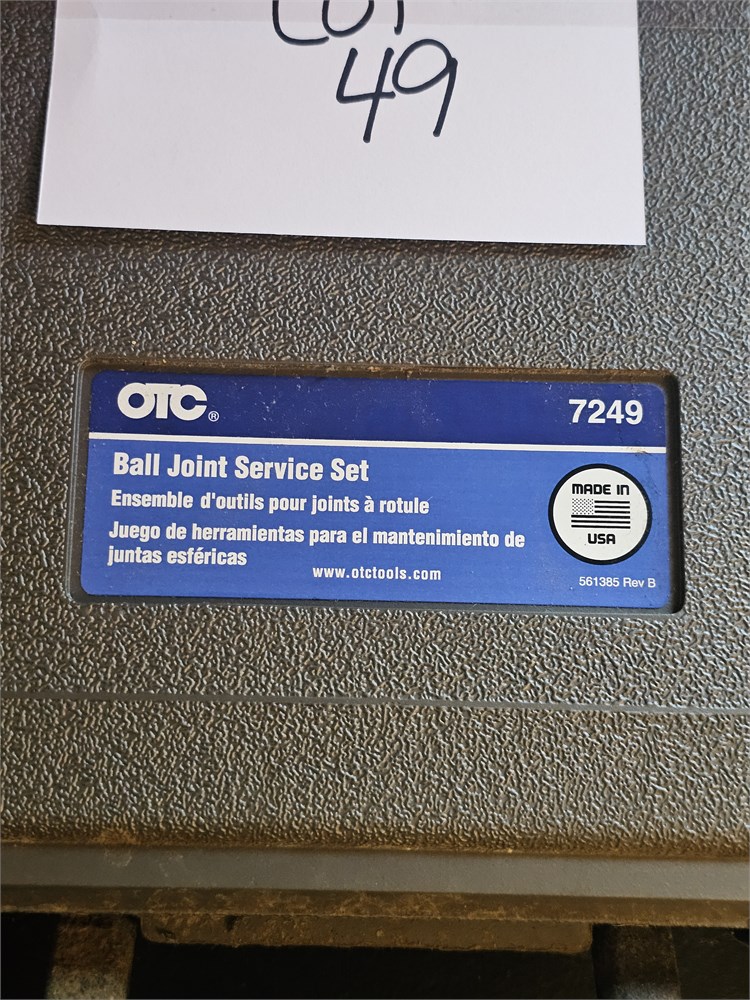 LOT
49
OTC®
7249
Ball Joint Service Set
Ensemble d'outils pour joints à rotule
Juego de herramientas para el mantenimiento de
juntas esféricas
www.otctools.com
MADE IN
USA
561385 Rev B